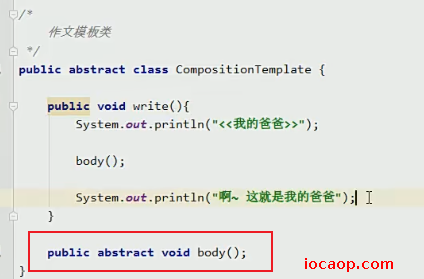 /*
作文模板类
*/
public abstract class CompositionTemplate {
public void write(){
System.out.println("<<我的爸爸>>");
body();
System.out.println("啊~ 这就是我的爸爸");
}
public abstract void body();
}
iocaop.com